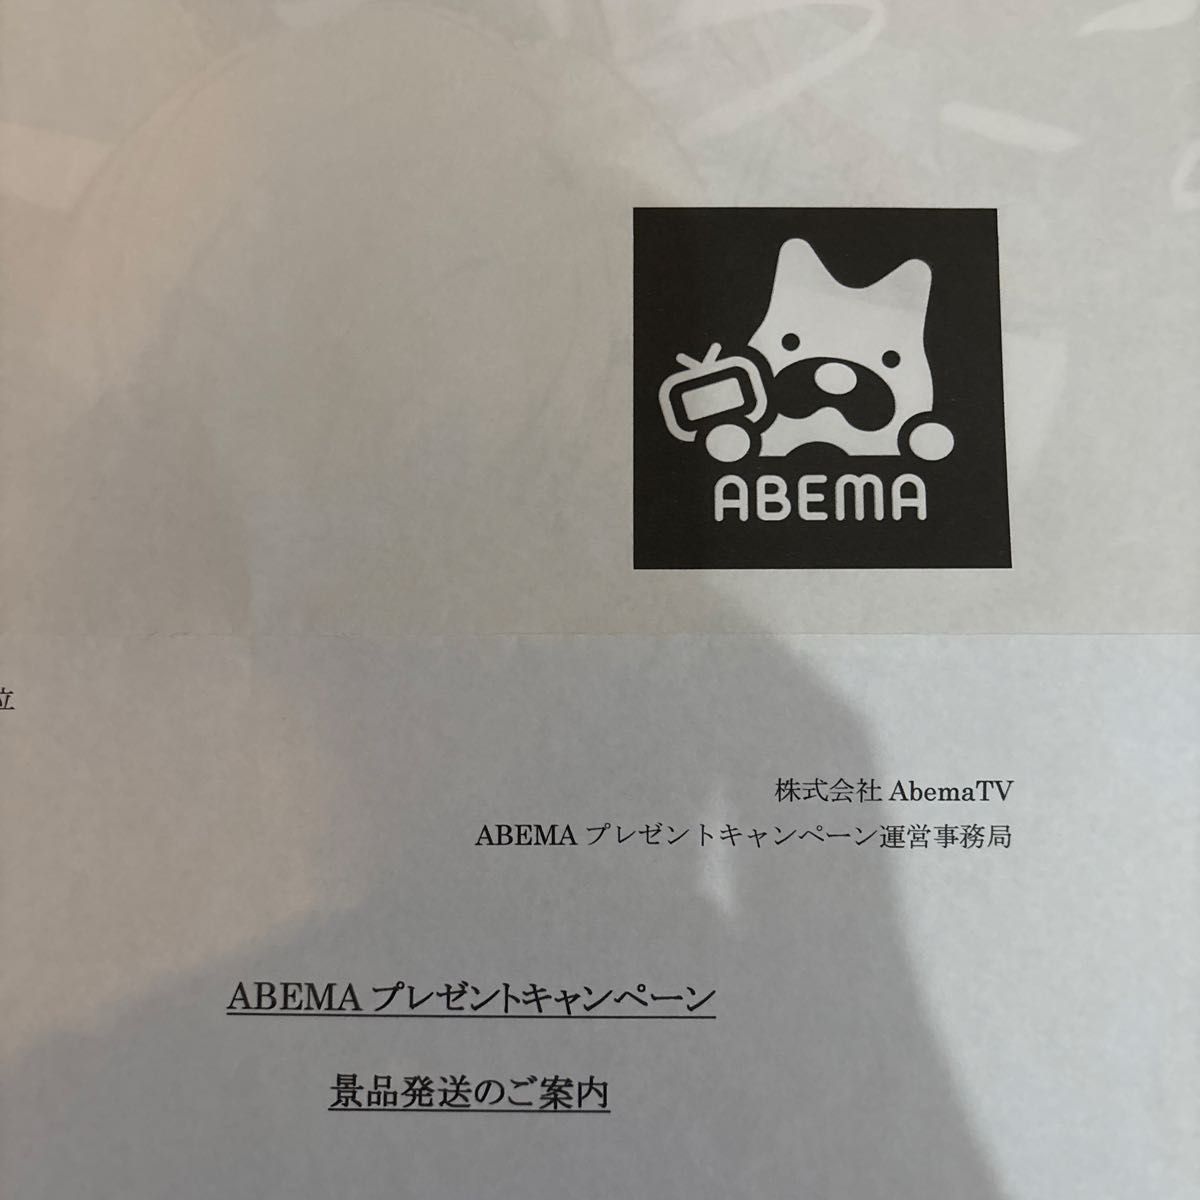 ABEMA
位
株式会社 AbemaTV
ABEMA プレゼントキャンペーン運営事務局
ABEMA プレゼントキャンペーン
景品発送のご案内